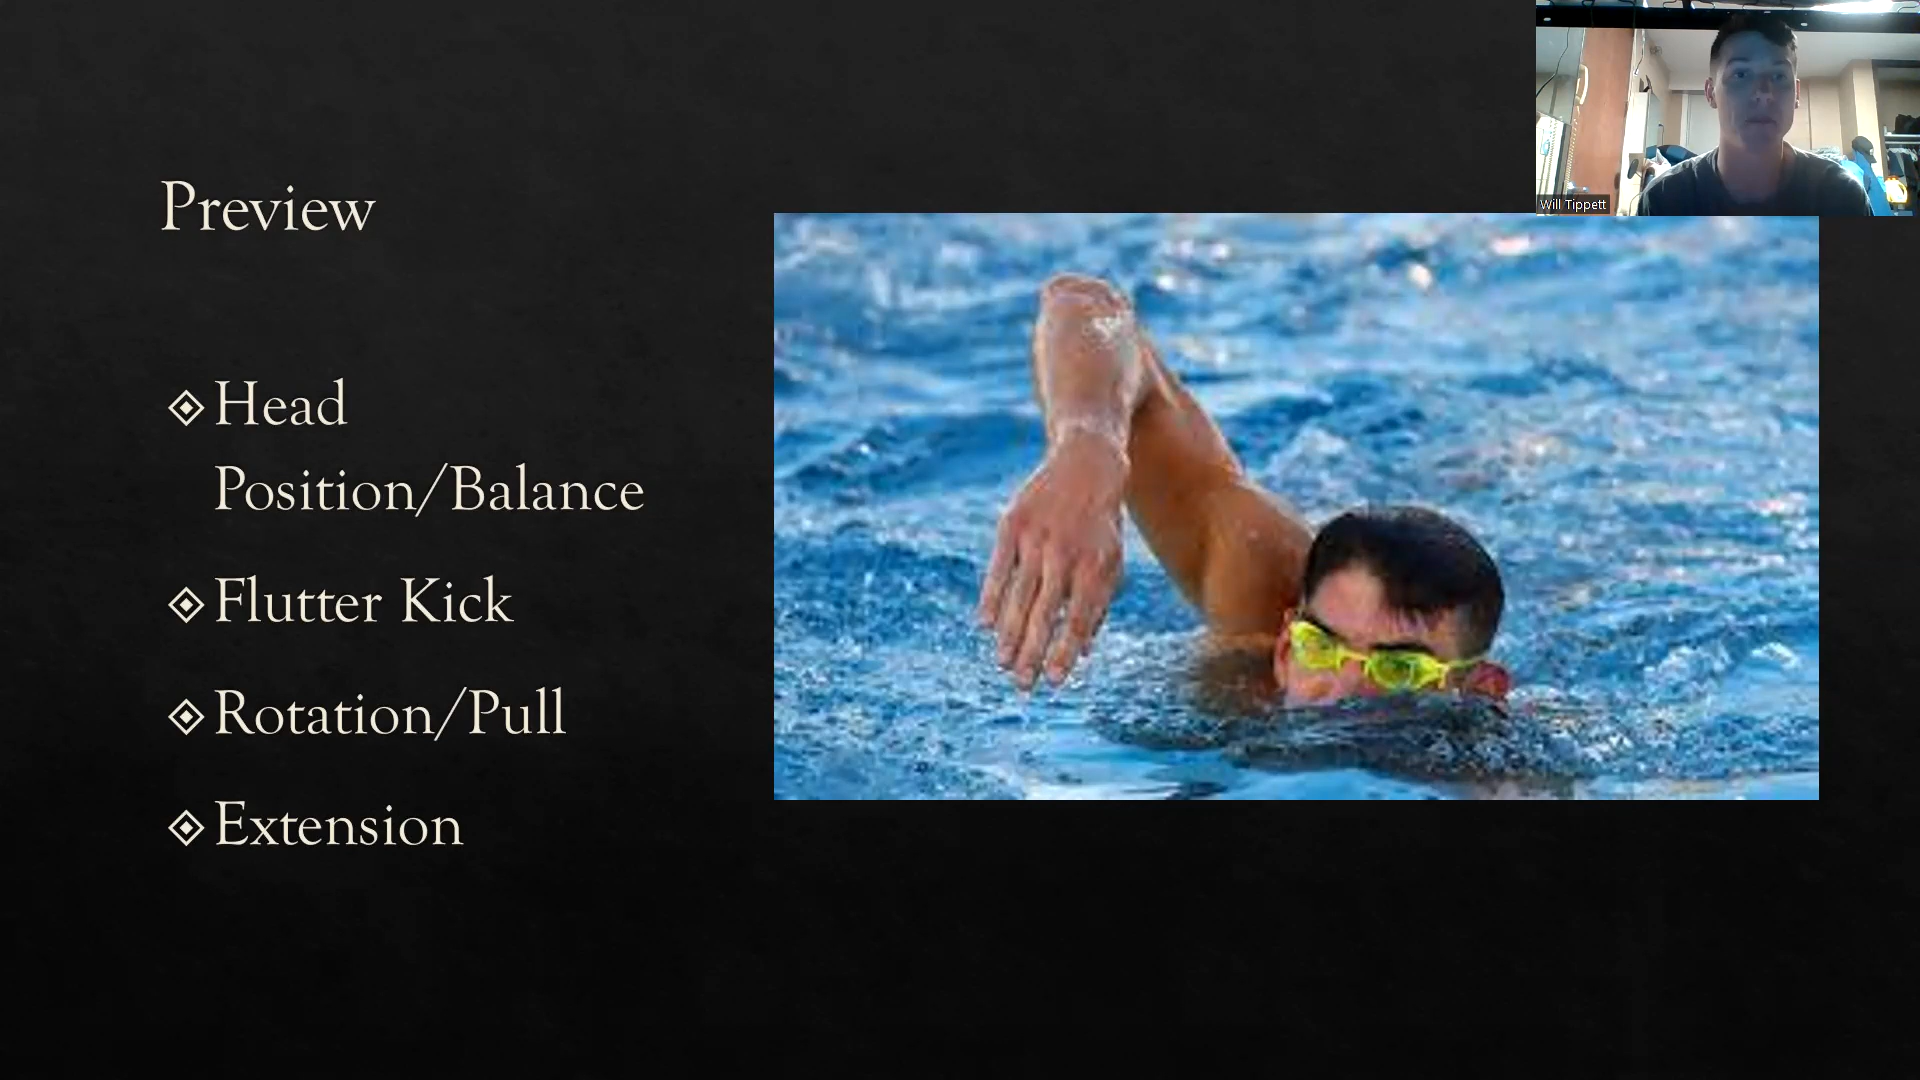 Preview
Head
Position/Balance
Flutter Kick
Rotation/Pull
Extension
Will Tippett